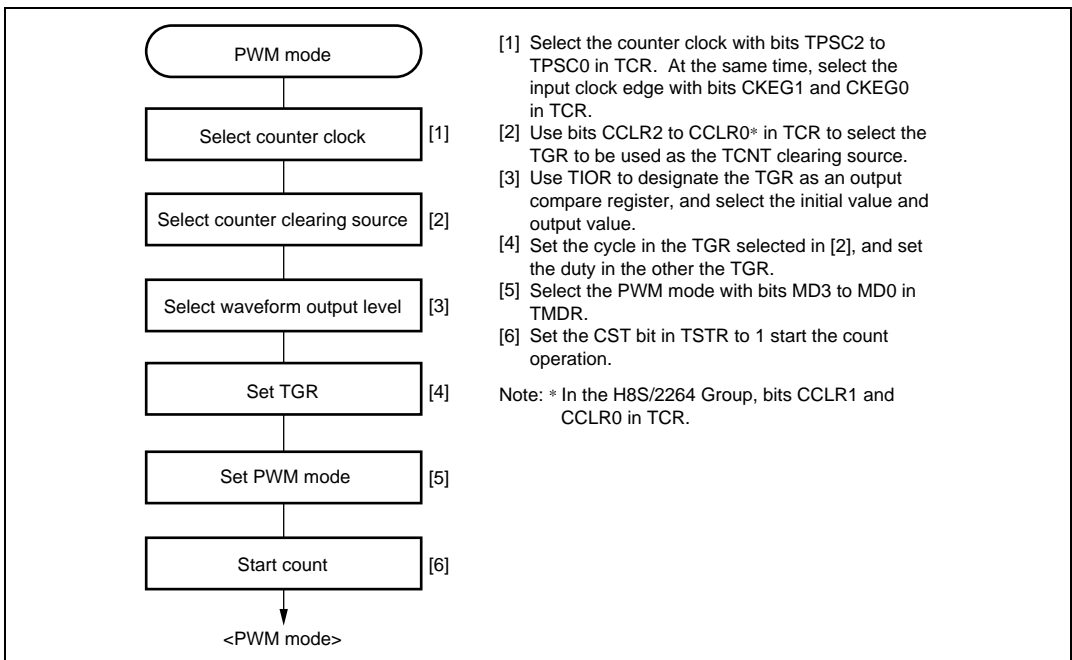 PWM mode
Select counter clock [1]
Select counter clearing source [2]
Select waveform output level [3]
Set TGR [4]
Set PWM mode [5]
Start count [6]
<PWM mode>
[1] Select the counter clock with bits TPSC2 to
TPSC0 in TCR. At the same time, select the
input clock edge with bits CKEG1 and CKEG0
in TCR.
[2] Use bits CCLR2 to CCLR0* in TCR to select the
TGR to be used as the TCNT clearing source.
[3] Use TIOR to designate the TGR as an output
compare register, and select the initial value and
output value.
[4] Set the cycle in the TGR selected in [2], and set
the duty in the other the TGR.
[5] Select the PWM mode with bits MD3 to MD0 in
TMDR.
[6] Set the CST bit in TSTR to 1 start the count
operation.
Note: * In the H8S/2264 Group, bits CCLR1 and
CCLR0 in TCR.